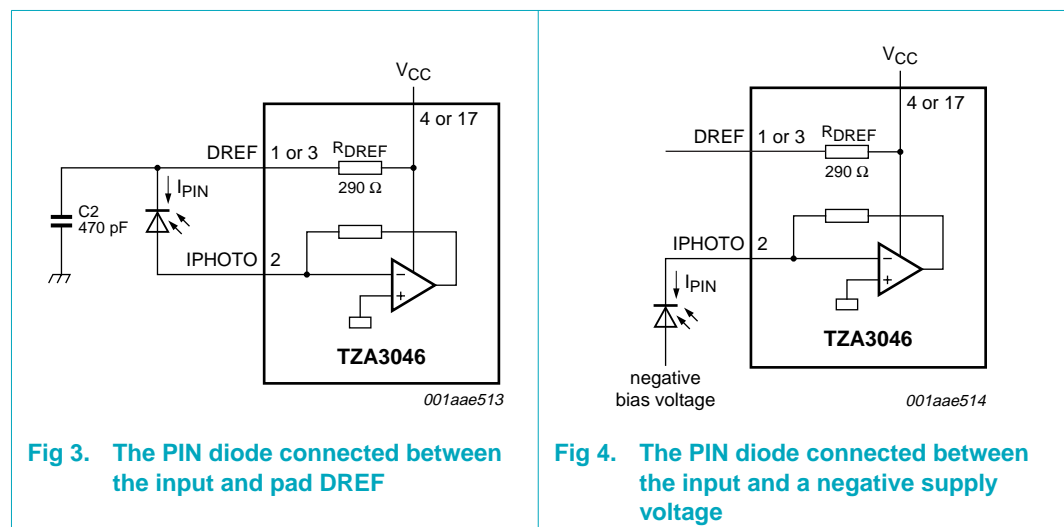 VCC
4 or 17
DREF
1 or 3
RDREF
290 Ω
IPIN
C2
470 pF
IPHOTO
2
−
+
TZA3046
001aae513
Fig 3. The PIN diode connected between
the input and pad DREF
VCC
4 or 17
DREF
1 or 3
RDREF
290 Ω
IPHOTO
2
−
+
IPIN
TZA3046
negative
bias voltage
001aae514
Fig 4. The PIN diode connected between
the input and a negative supply
voltage